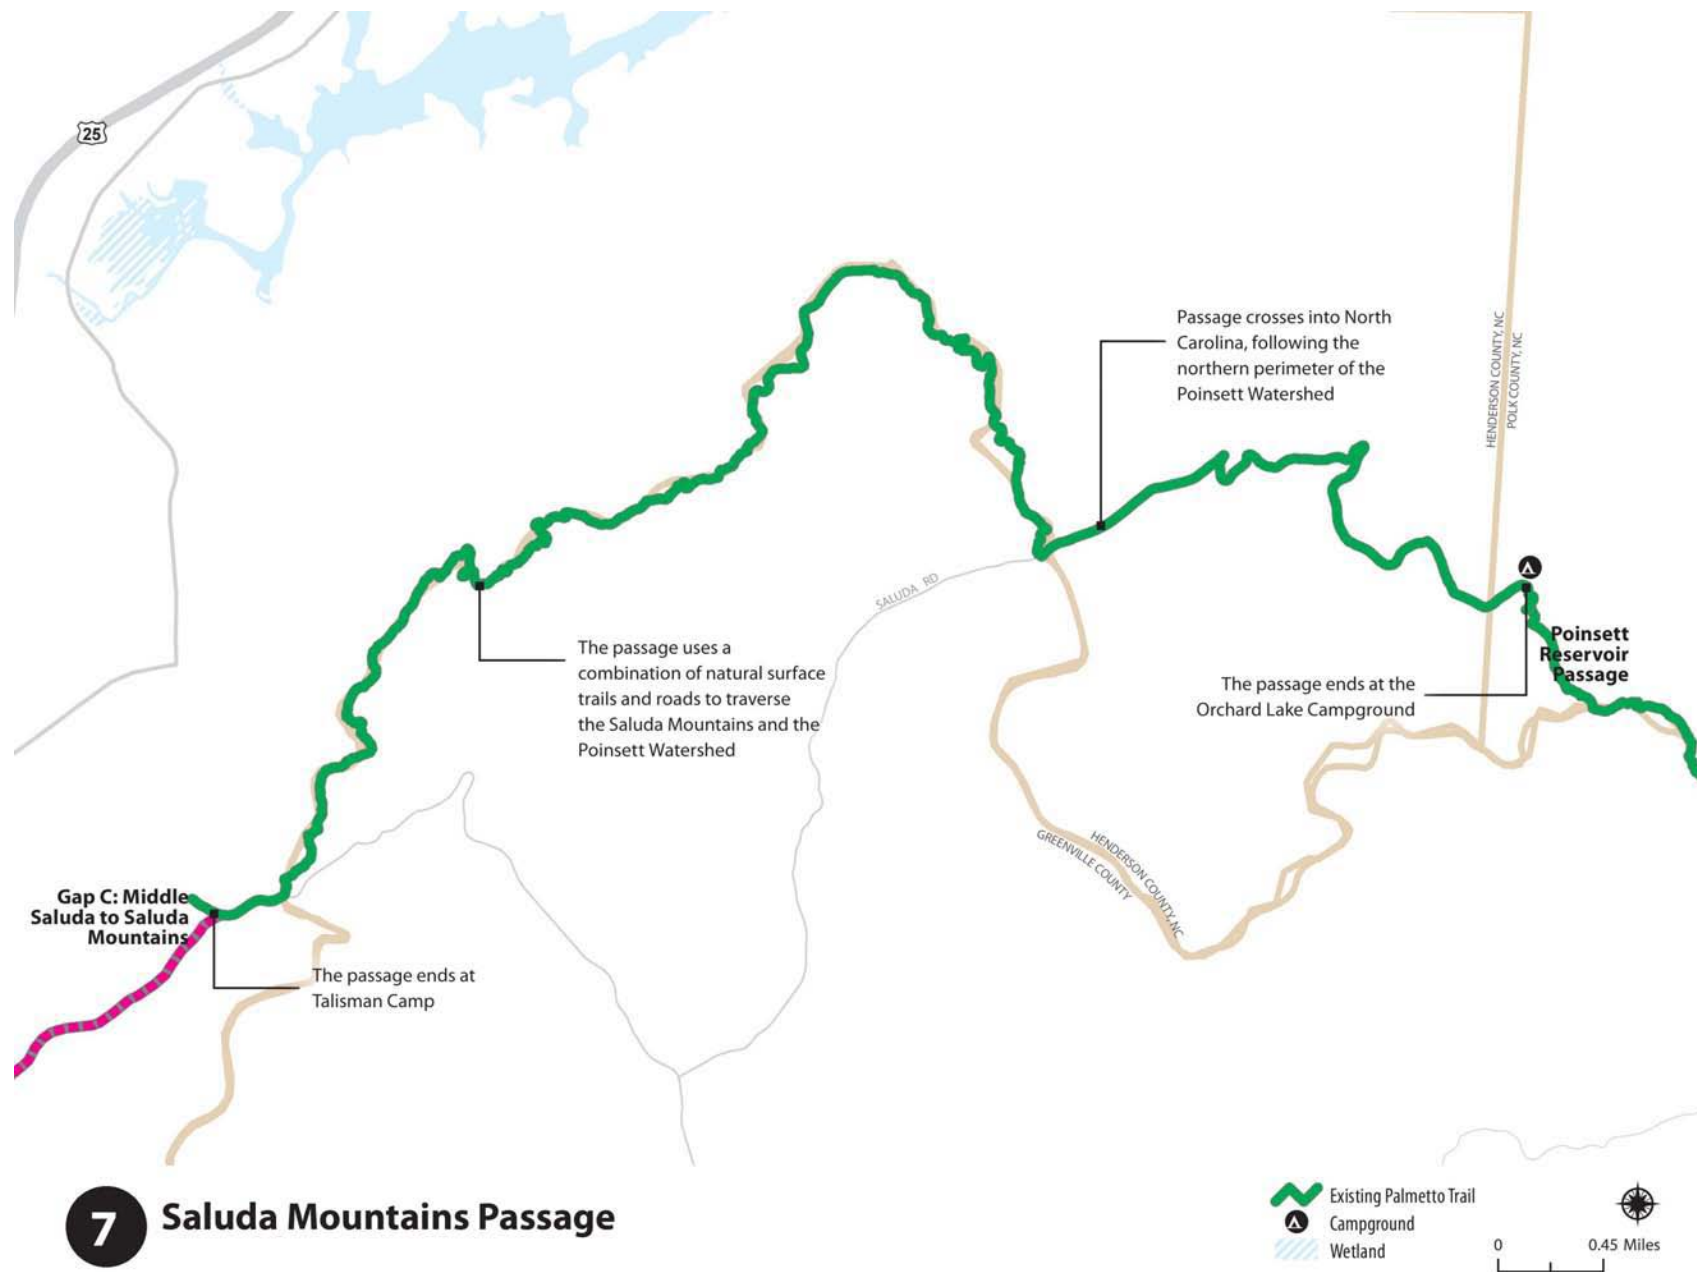 25
Passage crosses into North
Carolina, following the
northern perimeter of the
Poinsett Watershed
HENDERSON COUNTY, NC
POLK COUNTY, NC
SALUDA RD
The passage uses a
combination of natural surface
trails and roads to traverse
the Saluda Mountains and the
Poinsett Watershed
Poinsett
Reservoir
Passage
The passage ends at the
Orchard Lake Campground
HENDERSON COUNTY, NC
GREENVILLE COUNTY
Gap C: Middle
Saluda to Saluda
Mountains
The passage ends at
Talisman Camp
7 Saluda Mountains Passage
Existing Palmetto Trail
Campground
Wetland
0 0.45 Miles